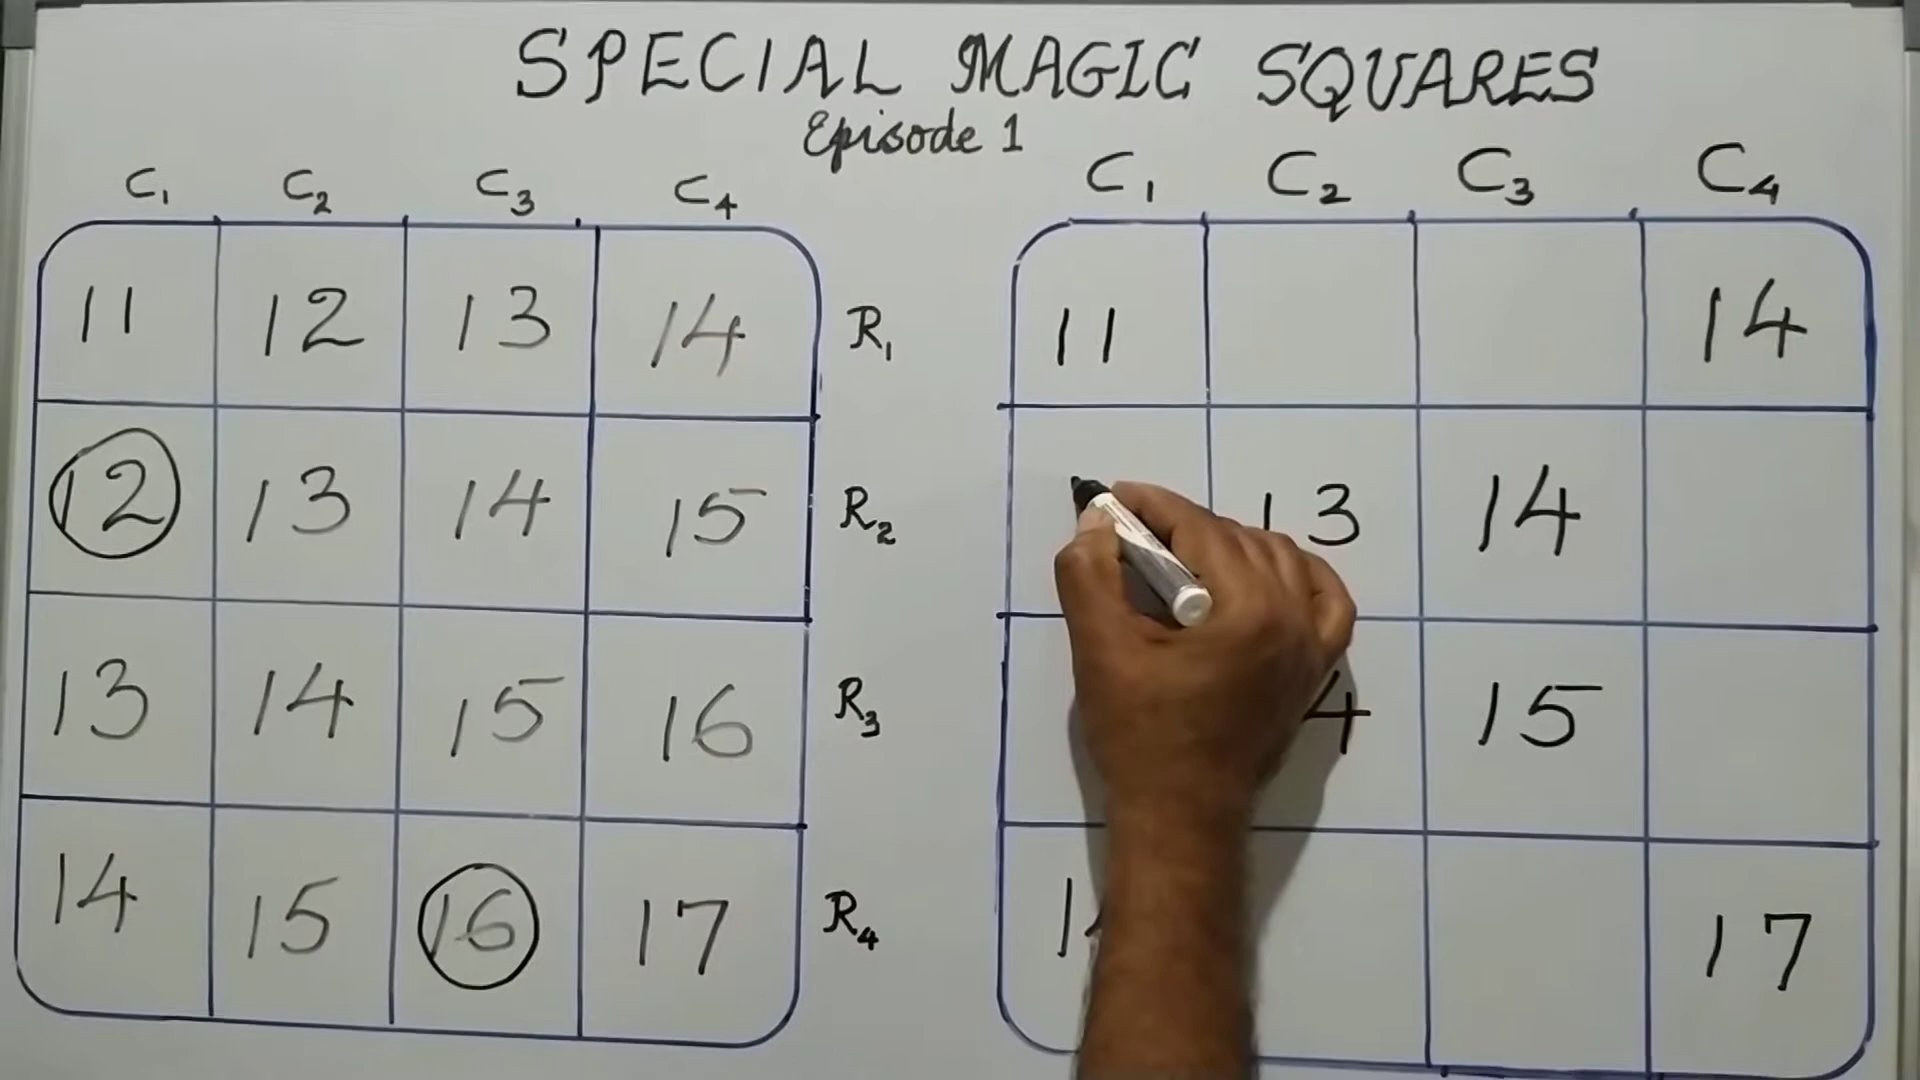 SPECIAL MAGIC SQUARES
Episode 1
C1 C2 C3 C4
11 12 13 14 R1
12 13 14 15 R2
13 14 15 16 R3
14 15 16 17 R4
C1 C2 C3 C4
11 14
13 14
15
17